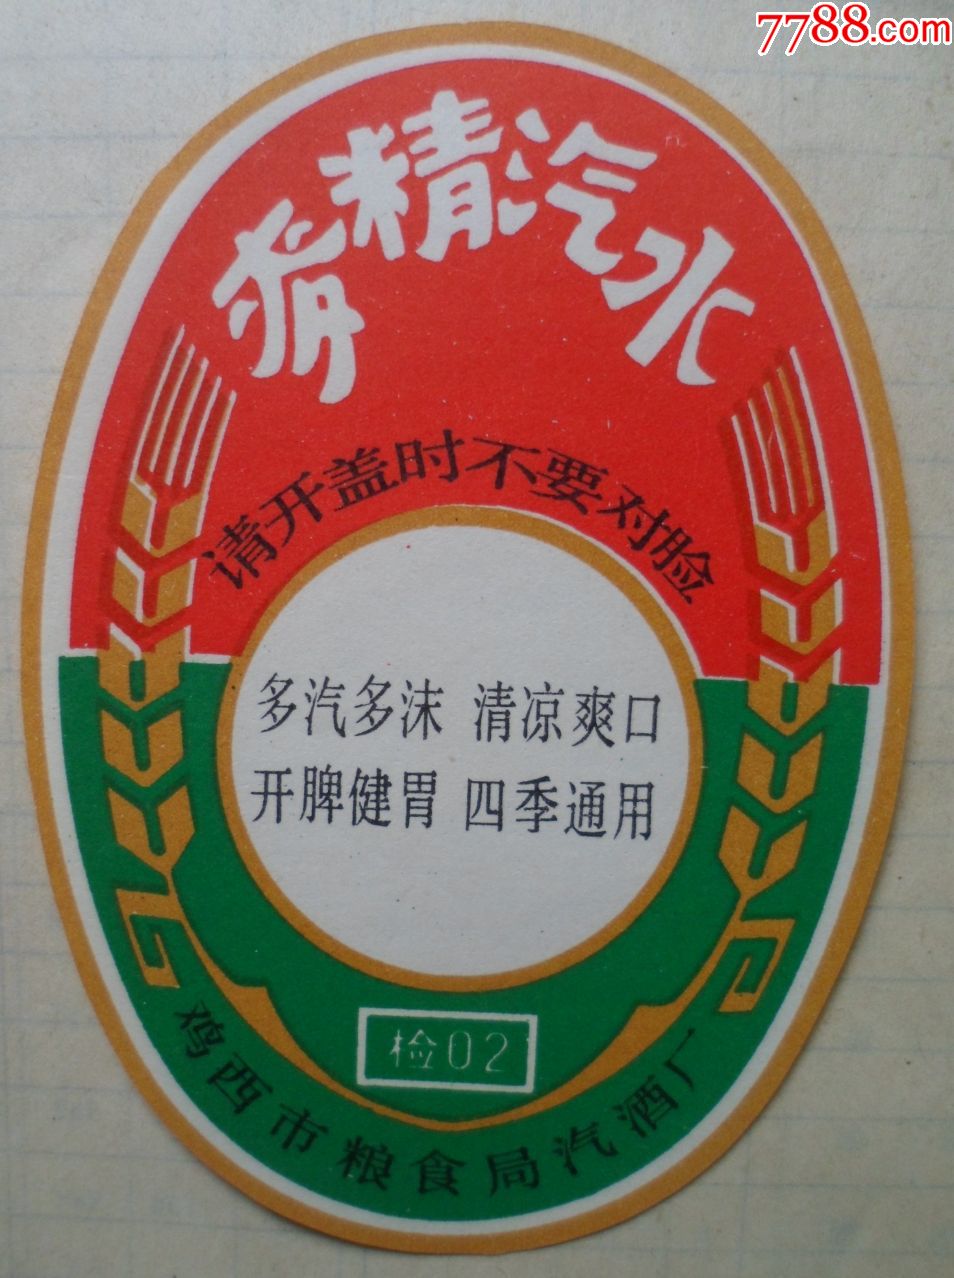 7788.com
精汽水
请开盖时不要对脸
多汽多沫 清凉爽口
开脾健胃 四季通用
检02
鸡西市粮食局汽酒厂